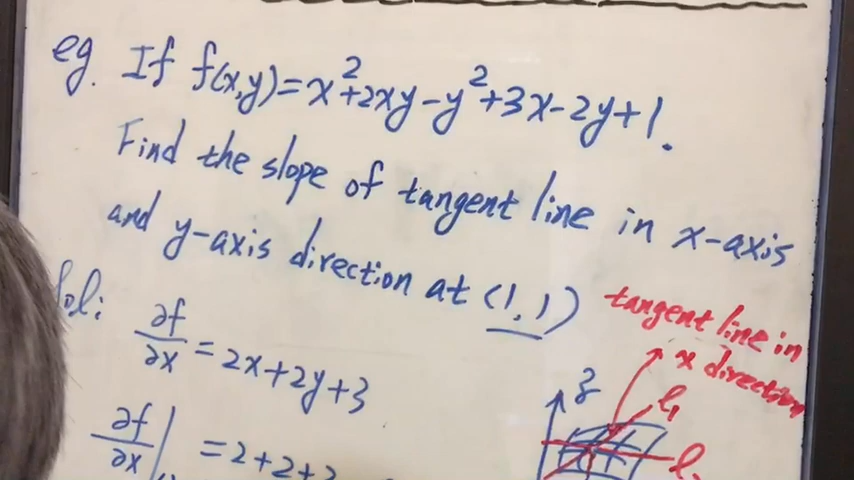 eg. If f(x,y)=x²+2xy-y²+3x-2y+1.
Find the slope of tangent line in x-axis
and y-axis direction at (1,1)
Sol: ∂f/∂x = 2x+2y+3
∂f/∂x| = 2+2+3
tangent line in
x direction
z
l₁